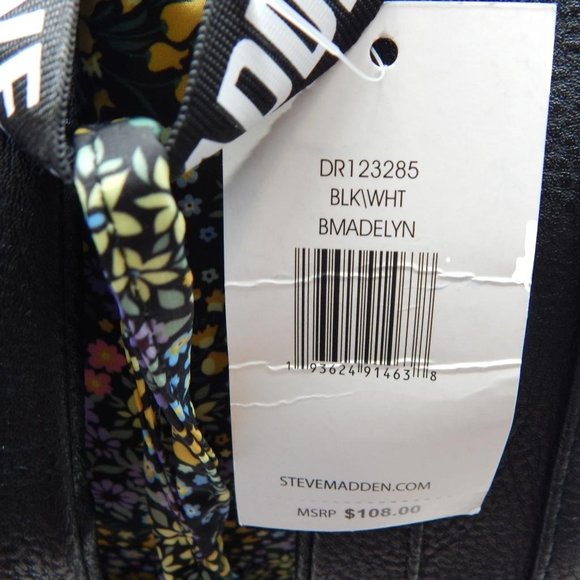 DR123285
BLK\WHT
BMADELYN
1 93624 91463 8
STEVEMADDEN.COM
MSRP $108.00